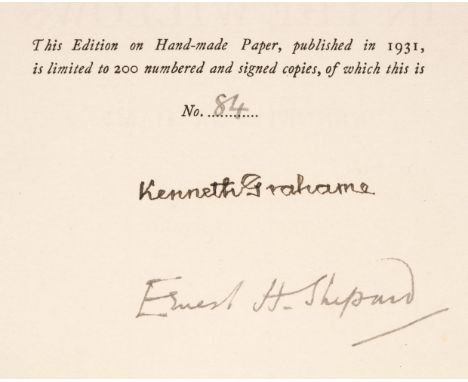 This Edition on Hand-made Paper, published in 1931,
is limited to 200 numbered and signed copies, of which this is
No. 84
Kenneth Grahame
Ernest H. Shepard